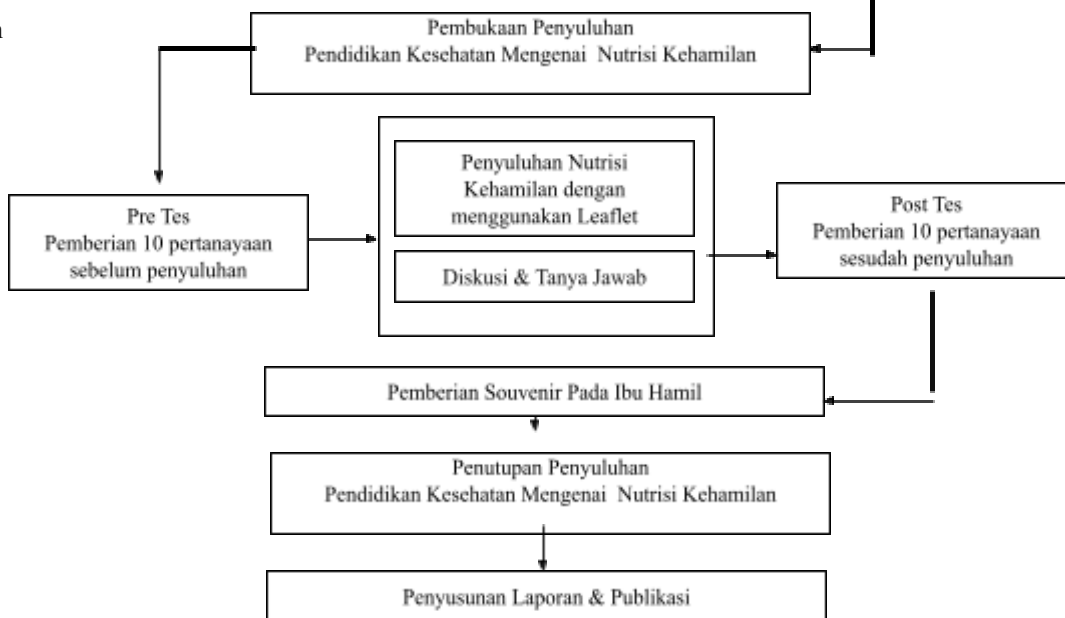 Pembukaan Penyuluhan
Pendidikan Kesehatan Mengenai Nutrisi Kehamilan
Pre Tes
Pemberian 10 pertanayaan
sebelum penyuluhan
Penyuluhan Nutrisi
Kehamilan dengan
menggunakan Leaflet
Diskusi & Tanya Jawab
Post Tes
Pemberian 10 pertanayaan
sesudah penyuluhan
Pemberian Souvenir Pada Ibu Hamil
Penutupan Penyuluhan
Pendidikan Kesehatan Mengenai Nutrisi Kehamilan
Penyusunan Laporan & Publikasi